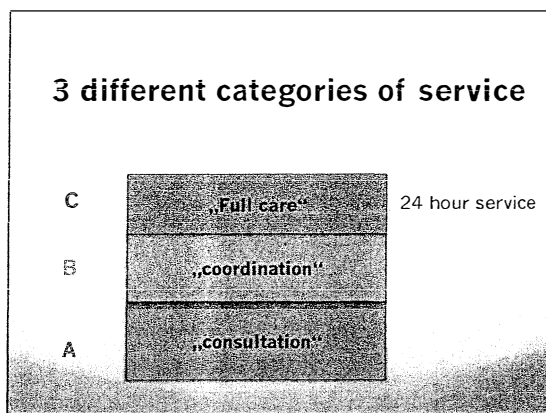 3 different categories of service
C „Full care“ 24 hour service
B „coordination“
A „consultation“